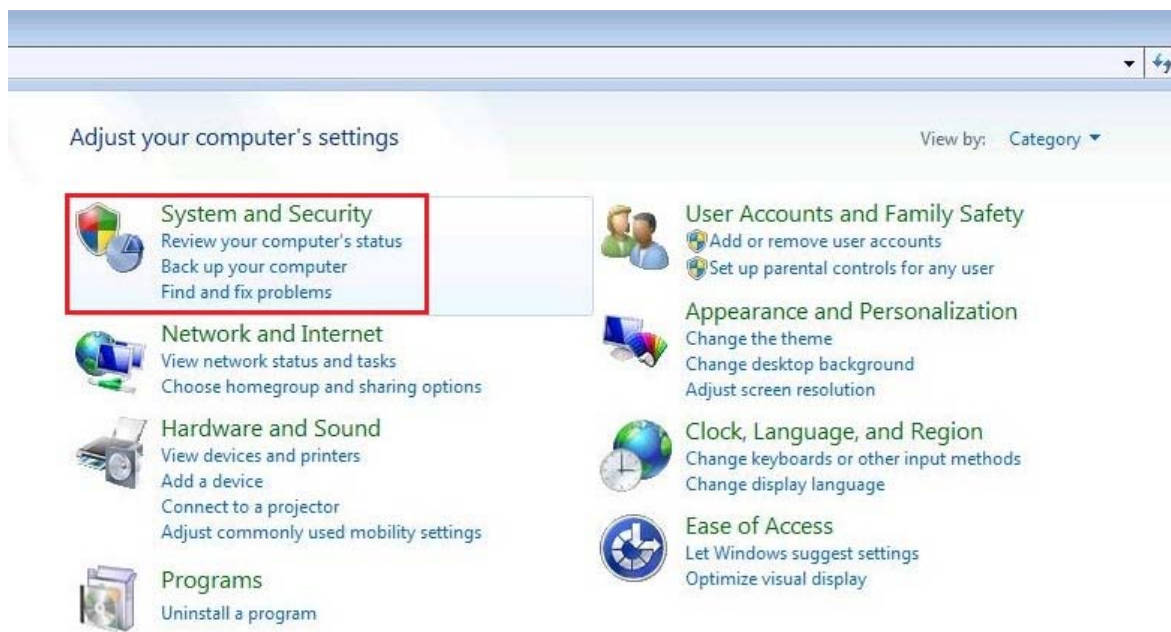 Adjust your computer's settings
View by: Category
System and Security
Review your computer's status
Back up your computer
Find and fix problems
Network and Internet
View network status and tasks
Choose homegroup and sharing options
Hardware and Sound
View devices and printers
Add a device
Connect to a projector
Adjust commonly used mobility settings
Programs
Uninstall a program
User Accounts and Family Safety
Add or remove user accounts
Set up parental controls for any user
Appearance and Personalization
Change the theme
Change desktop background
Adjust screen resolution
Clock, Language, and Region
Change keyboards or other input methods
Change display language
Ease of Access
Let Windows suggest settings
Optimize visual display